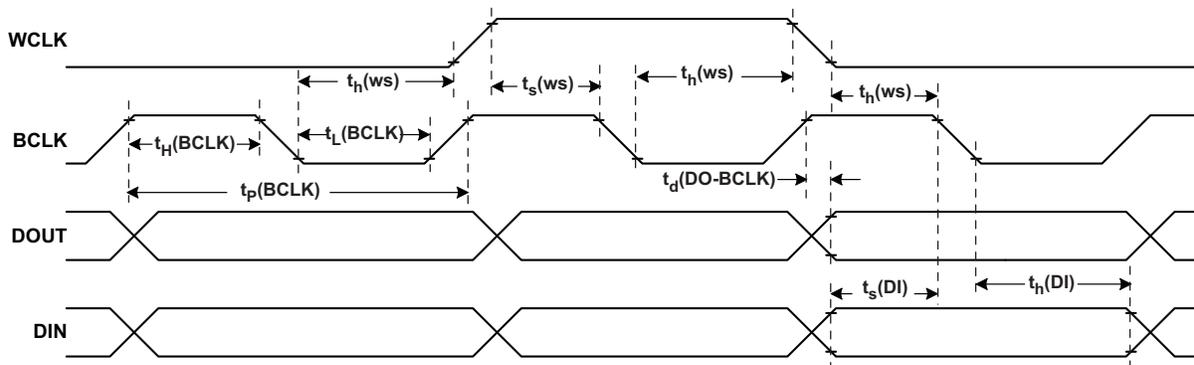 WCLK
th(ws)
ts(ws)
th(ws)
th(ws)
BCLK
tH(BCLK)
tL(BCLK)
tP(BCLK)
td(DO-BCLK)
DOUT
ts(DI)
th(DI)
DIN